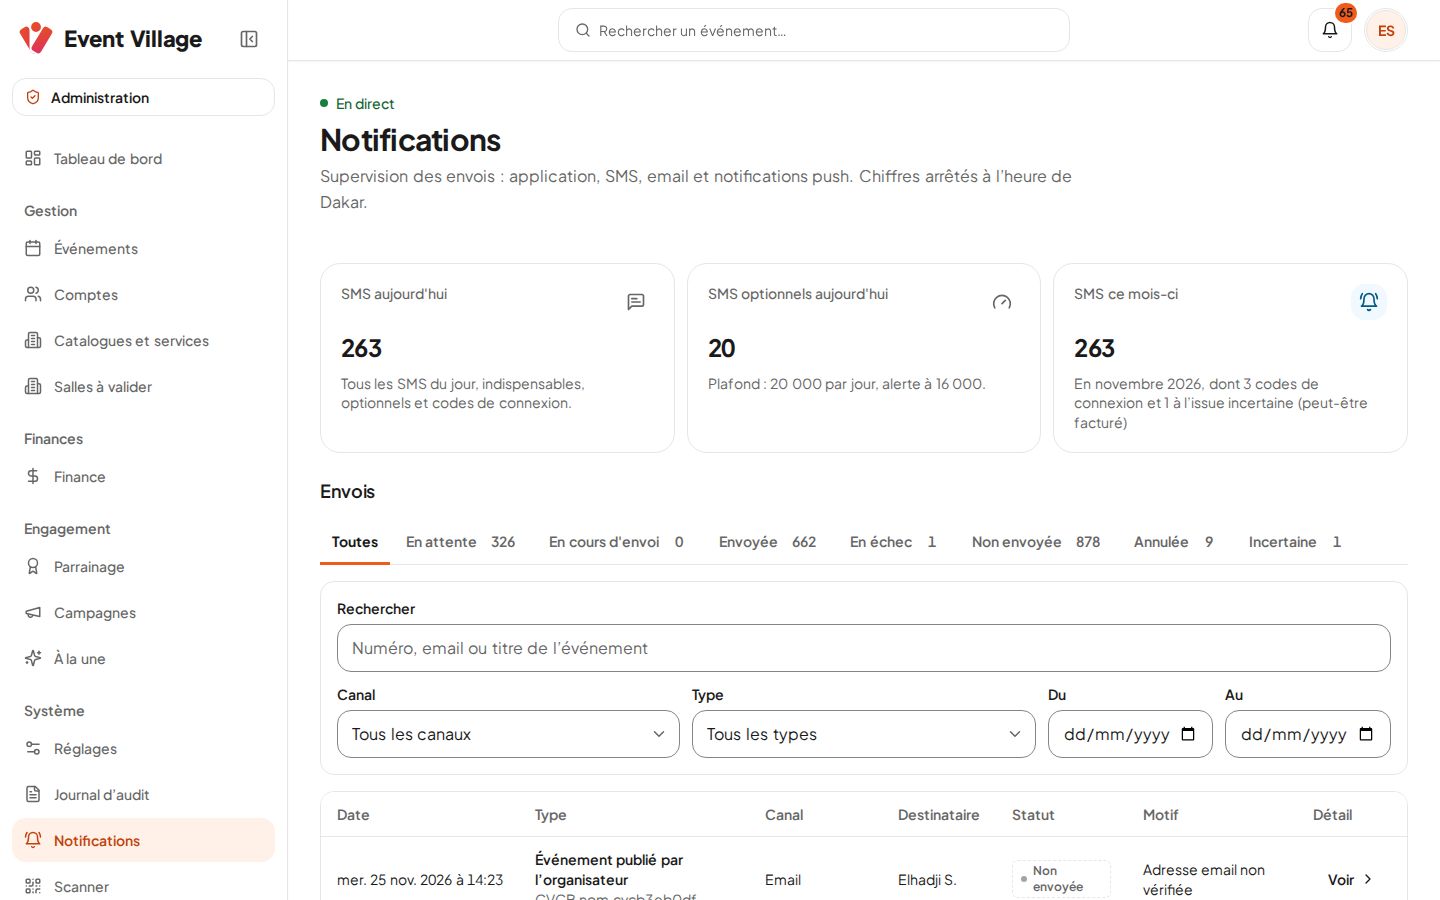 Event Village
Administration
Tableau de bord
Gestion
Événements
Comptes
Catalogues et services
Salles à valider
Finances
Finance
Engagement
Parrainage
Campagnes
À la une
Système
Réglages
Journal d’audit
Notifications
Scanner
Rechercher un événement...
65
ES
En direct
Notifications
Supervision des envois : application, SMS, email et notifications push. Chiffres arrêtés à l’heure de
Dakar.
SMS aujourd'hui
263
Tous les SMS du jour, indispensables,
optionnels et codes de connexion.
SMS optionnels aujourd'hui
20
Plafond : 20 000 par jour, alerte à 16 000.
SMS ce mois-ci
263
En novembre 2026, dont 3 codes de
connexion et 1 à l’issue incertaine (peut-être
facturé)
Envois
Toutes En attente 326 En cours d'envoi 0 Envoyée 662 En échec 1 Non envoyée 878 Annulée 9 Incertaine 1
Rechercher
Numéro, email ou titre de l’événement
Canal Type Du Au
Tous les canaux Tous les types dd/mm/yyyy dd/mm/yyyy
Date Type Canal Destinataire Statut Motif Détail
mer. 25 nov. 2026 à 14:23
Événement publié par
l’organisateur
Email
Elhadji S.
Non
envoyée
Adresse email non
vérifiée
Voir